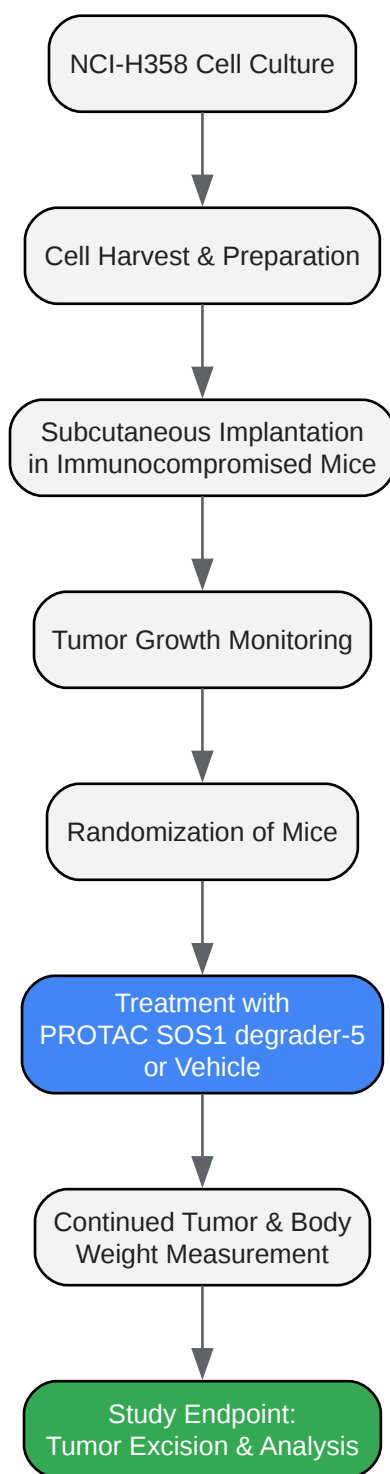 NCI-H358 Cell Culture
Cell Harvest & Preparation
Subcutaneous Implantation
in Immunocompromised Mice
Tumor Growth Monitoring
Randomization of Mice
Treatment with
PROTAC SOS1 degrader-5
or Vehicle
Continued Tumor & Body
Weight Measurement
Study Endpoint:
Tumor Excision & Analysis